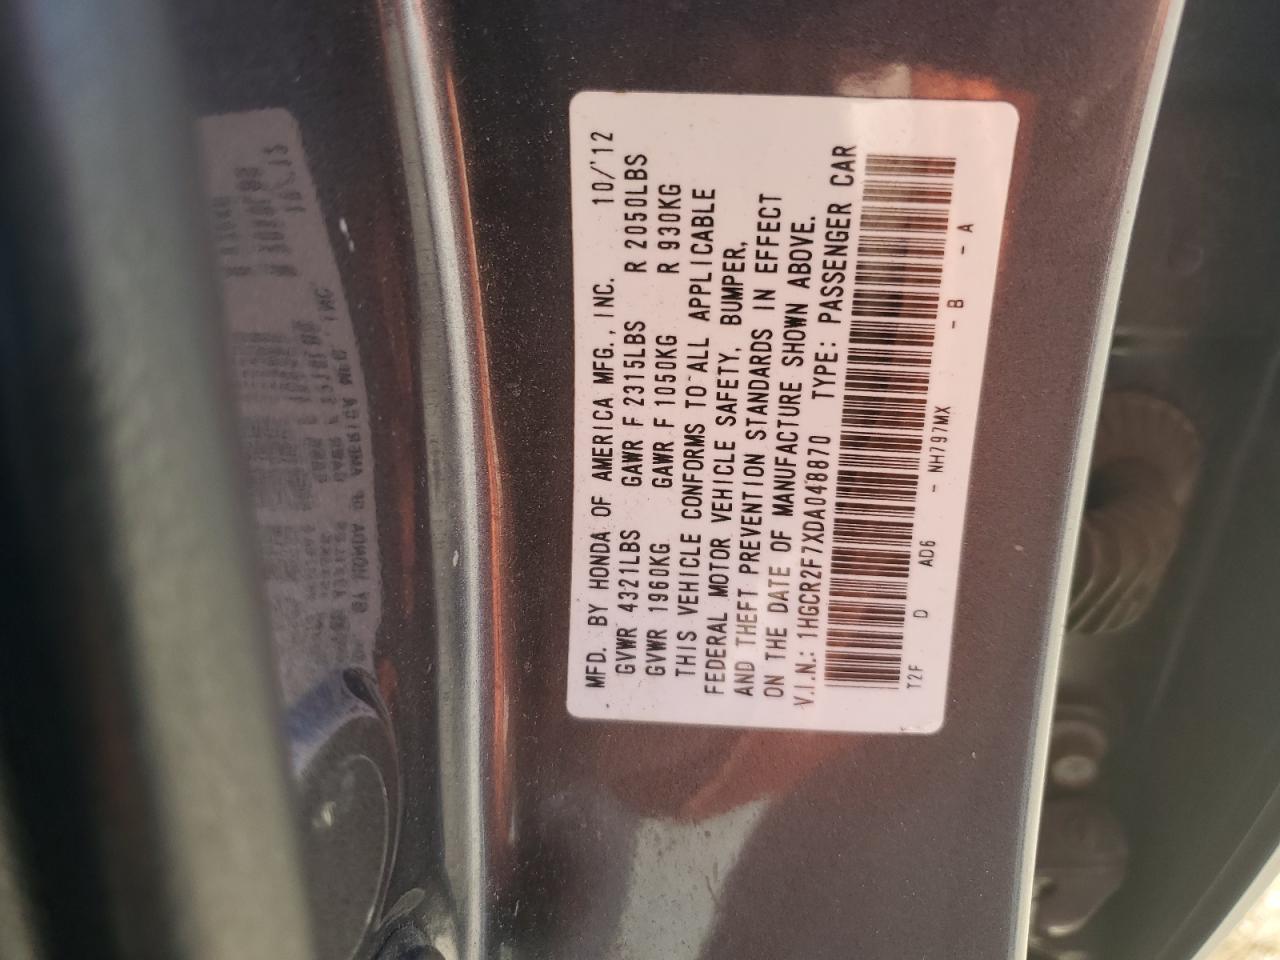 MFD. BY HONDA OF AMERICA MFG., INC. 10/'12
GVWR 4321LBS GAWR F 2315LBS R 2050LBS
GVWR 1960KG GAWR F 1050KG R 930KG
THIS VEHICLE CONFORMS TO ALL APPLICABLE
FEDERAL MOTOR VEHICLE SAFETY, BUMPER,
AND THEFT PREVENTION STANDARDS IN EFFECT
ON THE DATE OF MANUFACTURE SHOWN ABOVE.
V.I.N.: 1HGCR2F7XDA048870 TYPE: PASSENGER CAR
T2F D AD6 - NH797MX - B - A